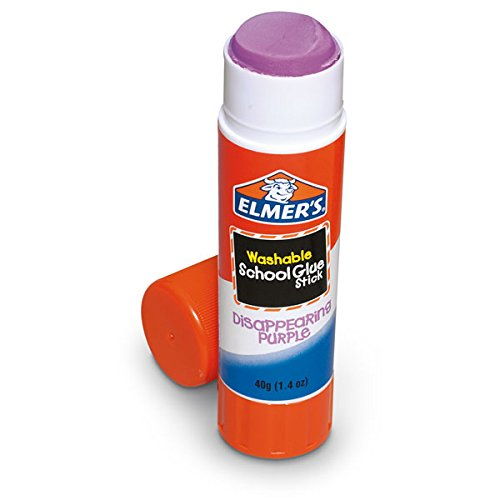 ELMER'S®
Washable
School Glue
Stick
DISAPPEARING
PURPLE
40g (1.4 oz)